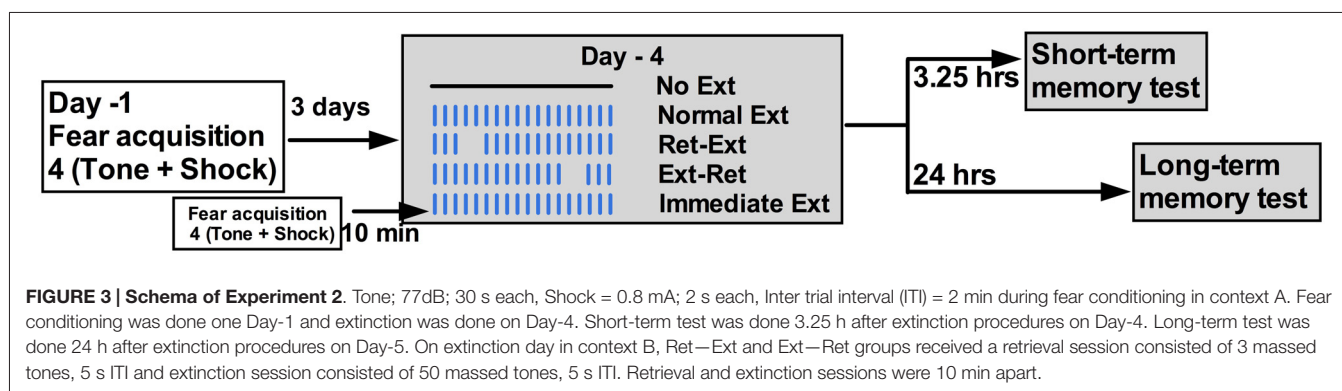 Day -1
Fear acquisition
4 (Tone + Shock)
3 days
Fear acquisition
4 (Tone + Shock)
10 min
Day - 4
No Ext
Normal Ext
Ret-Ext
Ext-Ret
Immediate Ext
3.25 hrs
Short-term
memory test
24 hrs
Long-term
memory test
FIGURE 3 | Schema of Experiment 2. Tone; 77dB; 30 s each, Shock = 0.8 mA; 2 s each, Inter trial interval (ITI) = 2 min during fear conditioning in context A. Fear
conditioning was done one Day-1 and extinction was done on Day-4. Short-term test was done 3.25 h after extinction procedures on Day-4. Long-term test was
done 24 h after extinction procedures on Day-5. On extinction day in context B, Ret—Ext and Ext—Ret groups received a retrieval session consisted of 3 massed
tones, 5 s ITI and extinction session consisted of 50 massed tones, 5 s ITI. Retrieval and extinction sessions were 10 min apart.